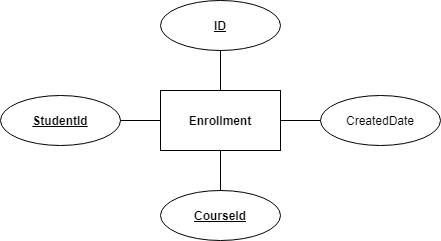 ID
StudentId
Enrollment
CreatedDate
CourseId